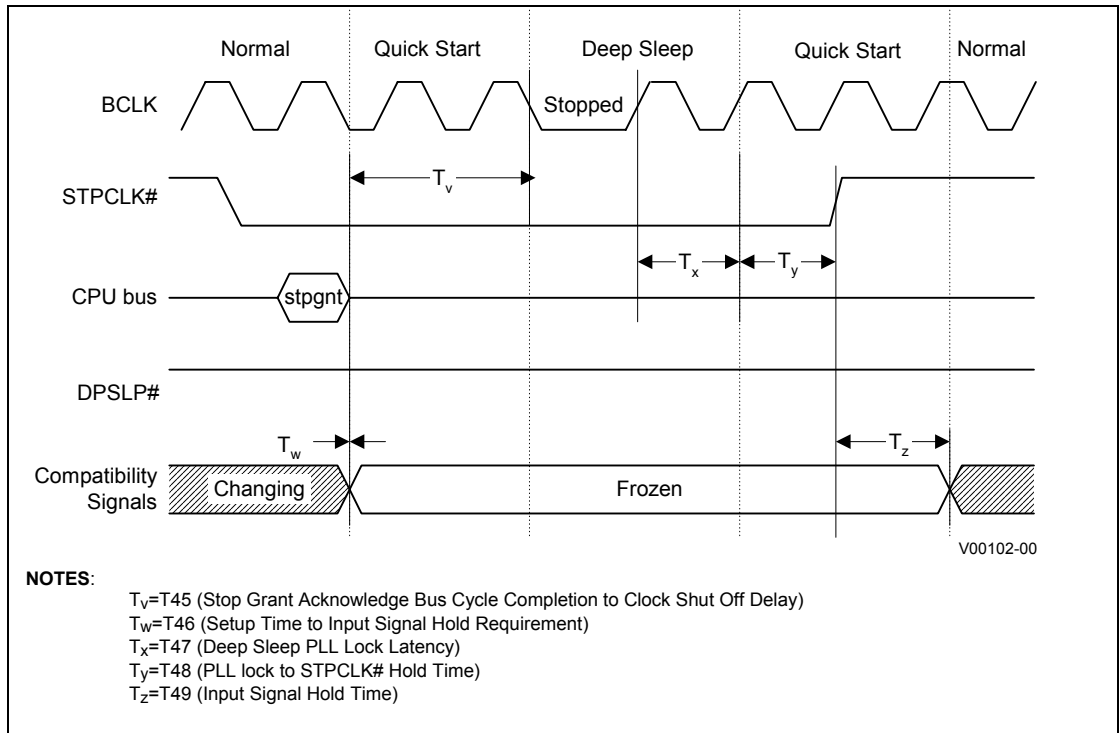 Normal Quick Start Deep Sleep Quick Start Normal
BCLK Stopped
Tv
STPCLK#
Tx Ty
CPU bus stpgnt
DPSLP#
Tw Tz
Compatibility
Signals Changing Frozen
V00102-00
NOTES:
Tv=T45 (Stop Grant Acknowledge Bus Cycle Completion to Clock Shut Off Delay)
Tw=T46 (Setup Time to Input Signal Hold Requirement)
Tx=T47 (Deep Sleep PLL Lock Latency)
Ty=T48 (PLL lock to STPCLK# Hold Time)
Tz=T49 (Input Signal Hold Time)